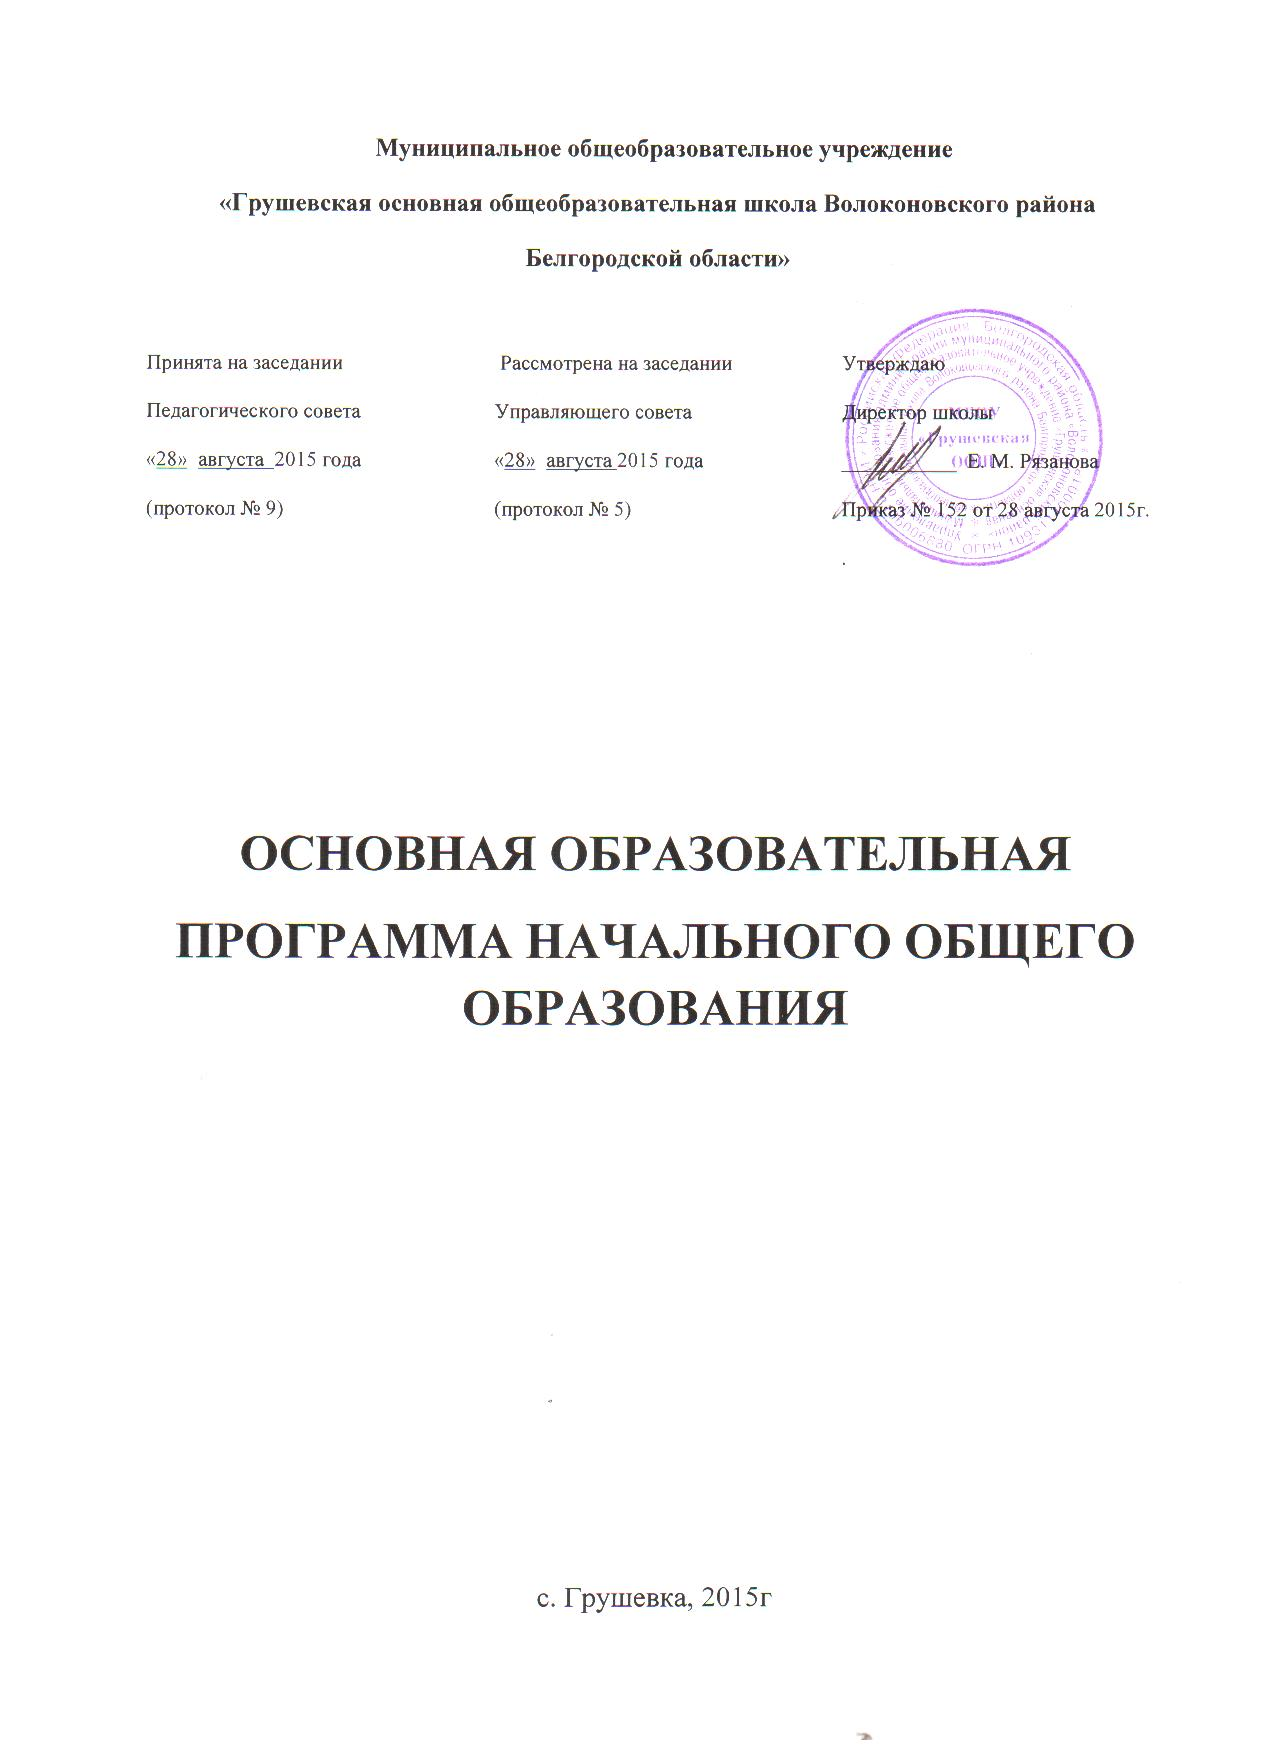 Муниципальное общеобразовательное учреждение
«Грушевская основная общеобразовательная школа Волоконовского района
Белгородской области»
Принята на заседании
Педагогического совета
«28» августа 2015 года
(протокол № 9)
Рассмотрена на заседании
Управляющего совета
«28» августа 2015 года
(протокол № 5)
Утверждаю
Директор школы
Е. М. Рязанова
Приказ № 152 от 28 августа 2015г.
«Грушевская
ОСНОВНАЯ ОБРАЗОВАТЕЛЬНАЯ
ПРОГРАММА НАЧАЛЬНОГО ОБЩЕГО
ОБРАЗОВАНИЯ
с. Грушевка, 2015г